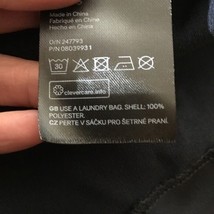 Made in China
Fabriqué en Chine
Hecho en China
O/N 247793
P/N 08039931
30
clevercare.info
GB USE A LAUNDRY BAG. SHELL: 100%
POLYESTER.
CZ PERTE V SÁČKU PRO ŠETRNÉ PRANÍ.